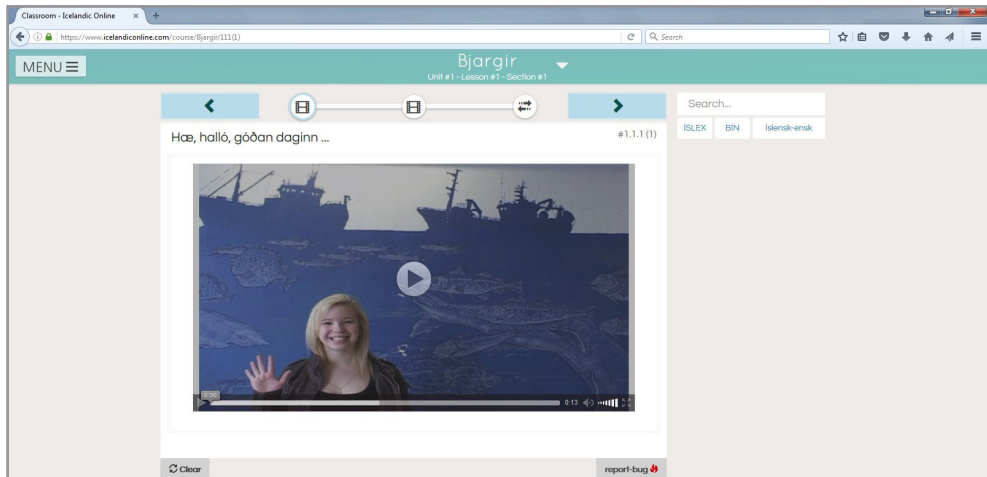 Classroom - Icelandic Online × +
https://www.icelandiconline.com/course/Bjargir/111(1) Search
MENU
Bjargir
Unit #1 - Lesson #1 - Section #1
Hæ, halló, góðan daginn ...
#1.1.1 (1)
Search...
ÍSLEX BÍN Íslensk-ensk
0:00
0:13
Clear
report-bug